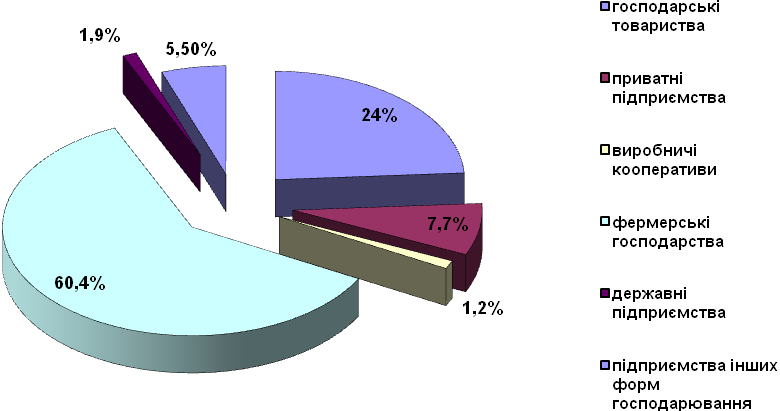 1,9%
5,50%
24%
7,7%
1,2%
60,4%
господарські
товариства
приватні
підприємства
виробничі
кооперативи
фермерські
господарства
державні
підприємства
підприємства інших
форм
господарювання